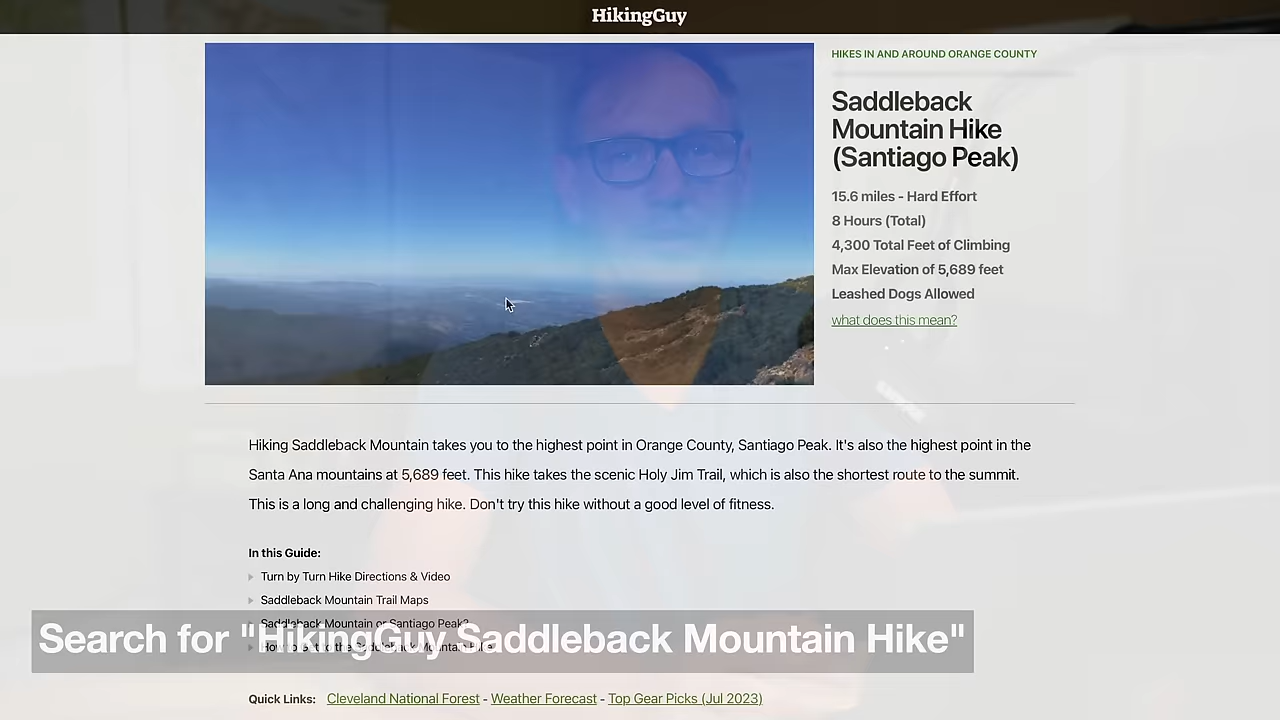 HikingGuy
HIKES IN AND AROUND ORANGE COUNTY
Saddleback
Mountain Hike
(Santiago Peak)
15.6 miles - Hard Effort
8 Hours (Total)
4,300 Total Feet of Climbing
Max Elevation of 5,689 feet
Leashed Dogs Allowed
what does this mean?
Hiking Saddleback Mountain takes you to the highest point in Orange County, Santiago Peak. It's also the highest point in the
Santa Ana mountains at 5,689 feet. This hike takes the scenic Holy Jim Trail, which is also the shortest route to the summit.
This is a long and challenging hike. Don't try this hike without a good level of fitness.
In this Guide:
Turn by Turn Hike Directions & Video
Saddleback Mountain Trail Maps
Saddleback Mountain or Santiago Peak?
Search for "HikingGuy Saddleback Mountain Hike"
Quick Links: Cleveland National Forest - Weather Forecast - Top Gear Picks (Jul 2023)